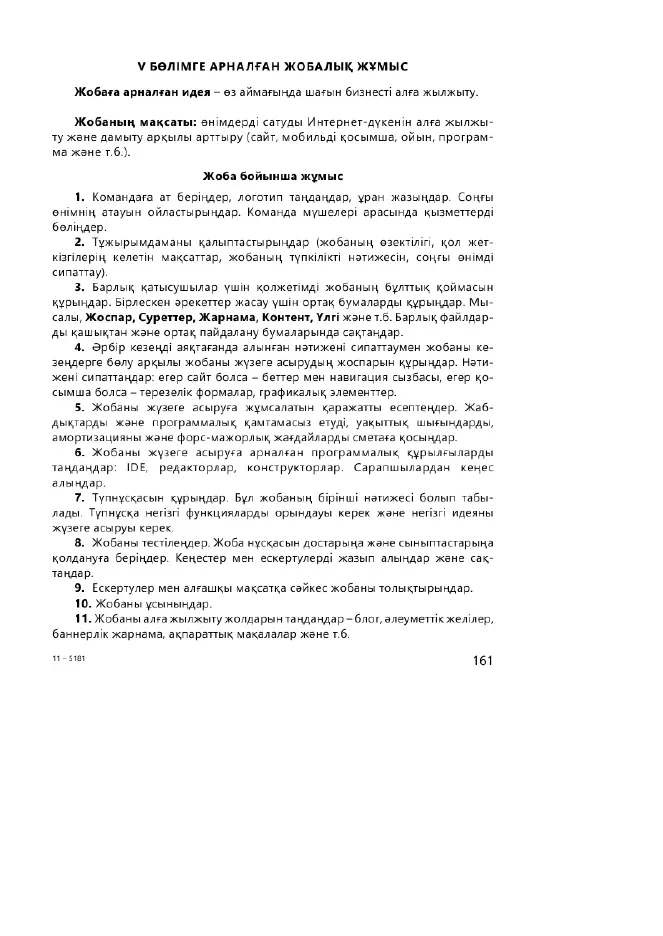 V БӨЛІМГЕ АРНАЛҒАН ЖОБАЛЫҚ ЖҰМЫС
Жобаға арналған идея – өз аймағында шағын бизнесті алға жылжыту.
Жобаның мақсаты: өнімдерді сатуды Интернет-дүкенін алға жылжы-
ту және дамыту арқылы арттыру (сайт, мобильді қосымша, ойын, програм-
ма және т.б.).
Жоба бойынша жұмыс
1. Командаға ат беріңдер, логотип таңдаңдар, ұран жазыңдар. Соңғы
өнімнің атауын ойластырыңдар. Команда мүшелері арасында қызметтерді
бөліңдер.
2. Тұжырымдаманы қалыптастырыңдар (жобаның өзектілігі, қол жет-
кізгілерің келетін мақсаттар, жобаның түпкілікті нәтижесін, соңғы өнімді
сипаттау).
3. Барлық қатысушылар үшін қолжетімді жобаның бұлттық қоймасын
құрыңдар. Бірлескен әрекеттер жасау үшін ортақ бумаларды құрыңдар. Мы-
салы, Жоспар, Суреттер, Жарнама, Контент, Үлгі және т.б. Барлық файлдар-
ды қашықтан және ортақ пайдалану бумаларында сақтаңдар.
4. Әрбір кезеңді аяқтағанда алынған нәтижені сипаттаумен жобаны ке-
зеңдерге бөлу арқылы жобаны жүзеге асырудың жоспарын құрыңдар. Нәти-
жені сипаттаңдар: егер сайт болса – беттер мен навигация сызбасы, егер қо-
сымша болса – терезелік формалар, графикалық элементтер.
5. Жобаны жүзеге асыруға жұмсалатын қаражатты есептеңдер. Жаб-
дықтарды және программалық қамтамасыз етуді, уақыттық шығындарды,
амортизацияны және форс-мажорлық жағдайларды сметаға қосыңдар.
6. Жобаны жүзеге асыруға арналған программалық құрылғыларды
таңдаңдар: IDE, редакторлар, конструкторлар. Сарапшылардан кеңес
алыңдар.
7. Түпнұсқасын құрыңдар. Бұл жобаның бірінші нәтижесі болып табы-
лады. Түпнұсқа негізгі функцияларды орындауы керек және негізгі идеяны
жүзеге асыруы керек.
8. Жобаны тестілеңдер. Жоба нұсқасын достарыңа және сыныптастарыңа
қолдануға беріңдер. Кеңестер мен ескертулерді жазып алыңдар және сақ-
таңдар.
9. Ескертулер мен алғашқы мақсатқа сәйкес жобаны толықтырыңдар.
10. Жобаны ұсыныңдар.
11. Жобаны алға жылжыту жолдарын таңдаңдар – блог, әлеуметтік желілер,
баннерлік жарнама, ақпараттық мақалалар және т.б.
11 – 5181
161